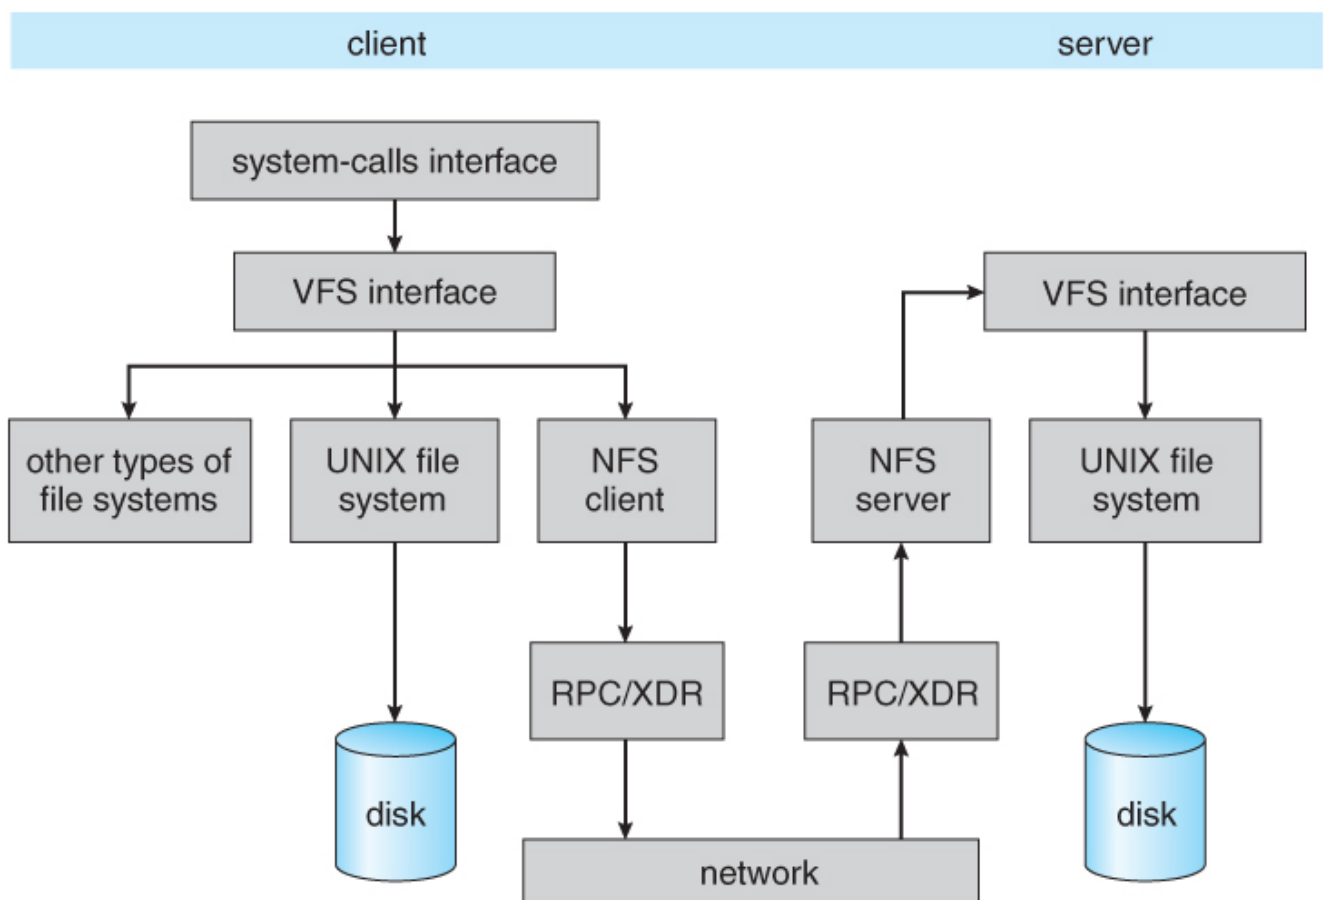 client
server
system-calls interface
VFS interface
VFS interface
other types of
file systems
UNIX file
system
NFS
client
NFS
server
UNIX file
system
RPC/XDR
RPC/XDR
disk
disk
network